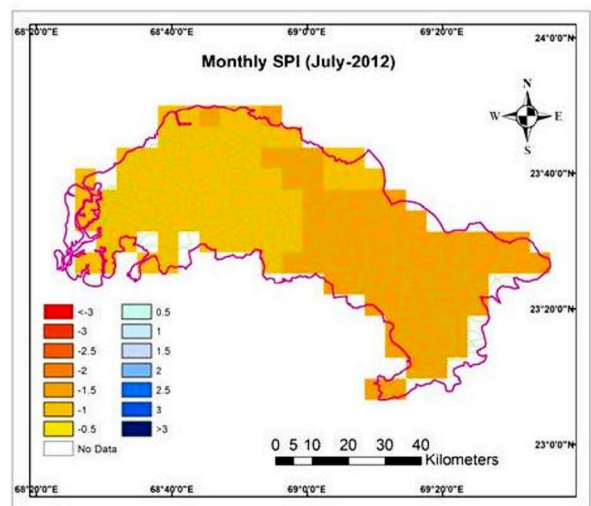 68°20'0"E 68°40'0"E 69°0'0"E 69°20'0"E
24°0'0"N
Monthly SPI (July-2012)
N
W E
S
23°40'0"N
23°20'0"N
<-3 0.5
-3 1
-2.5 1.5
-2 2
-1.5 2.5
-1 3
-0.5 >3
No Data
23°0'0"N
0 5 10 20 30 40
Kilometers
68°20'0"E 68°40'0"E 69°0'0"E 69°20'0"E